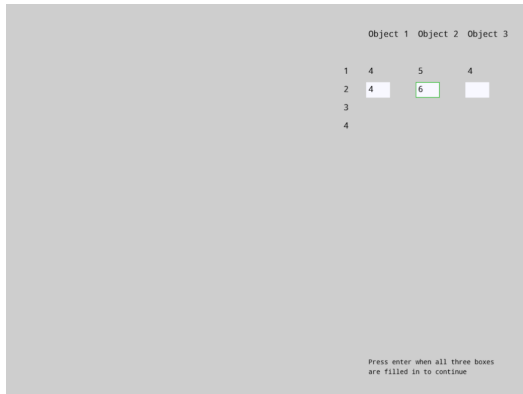 Object 1 Object 2 Object 3
1 4 5 4
2 4 6
3
4
Press enter when all three boxes
are filled in to continue